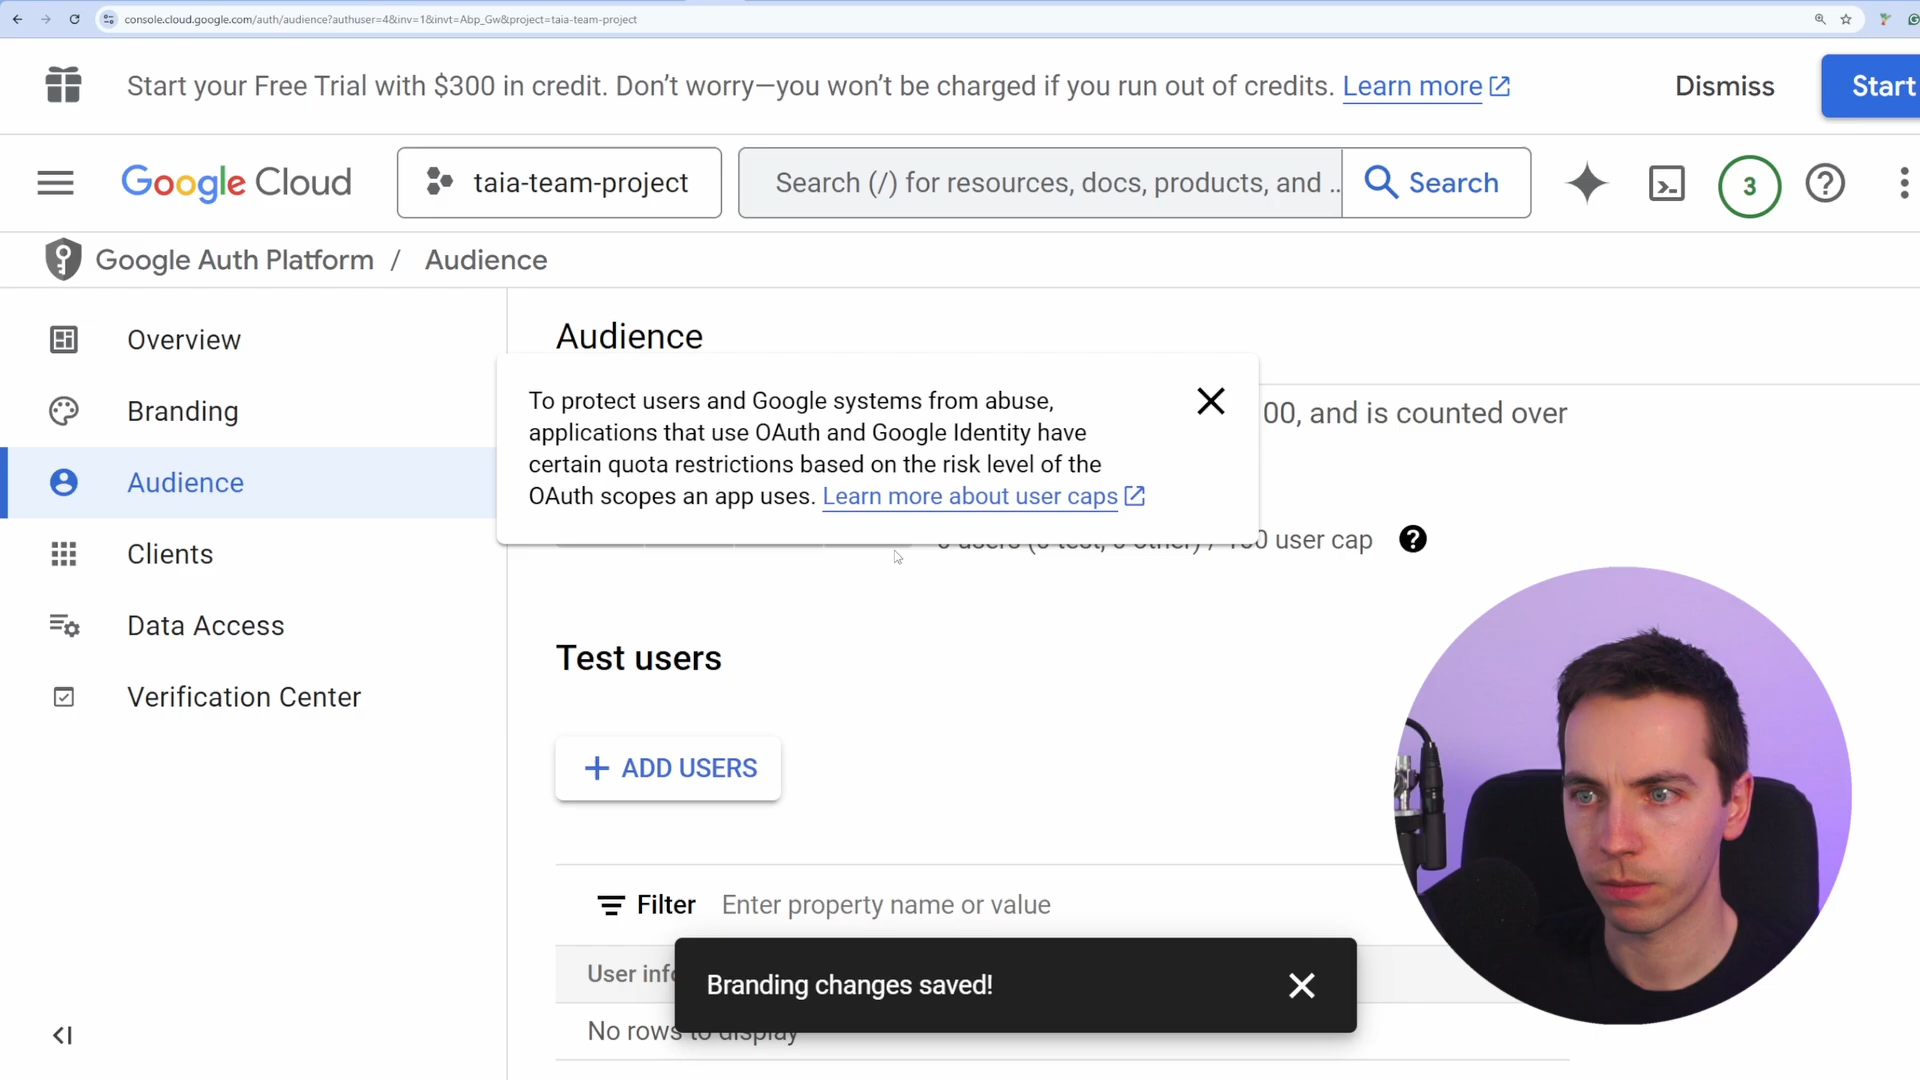 console.cloud.google.com/auth/audience?authuser=4&inv=1&invt=Abp_Gw&project=taia-team-project
Start your Free Trial with $300 in credit. Don’t worry—you won’t be charged if you run out of credits. Learn more
Dismiss
Start
Google Cloud
taia-team-project
Search (/) for resources, docs, products, and ..
Search
3
Google Auth Platform / Audience
Overview
Branding
Audience
Clients
Data Access
Verification Center
Audience
To protect users and Google systems from abuse,
applications that use OAuth and Google Identity have
certain quota restrictions based on the risk level of the
OAuth scopes an app uses. Learn more about user caps
00, and is counted over
user cap
Test users
+ ADD USERS
Filter Enter property name or value
User
No rows to display
Branding changes saved!